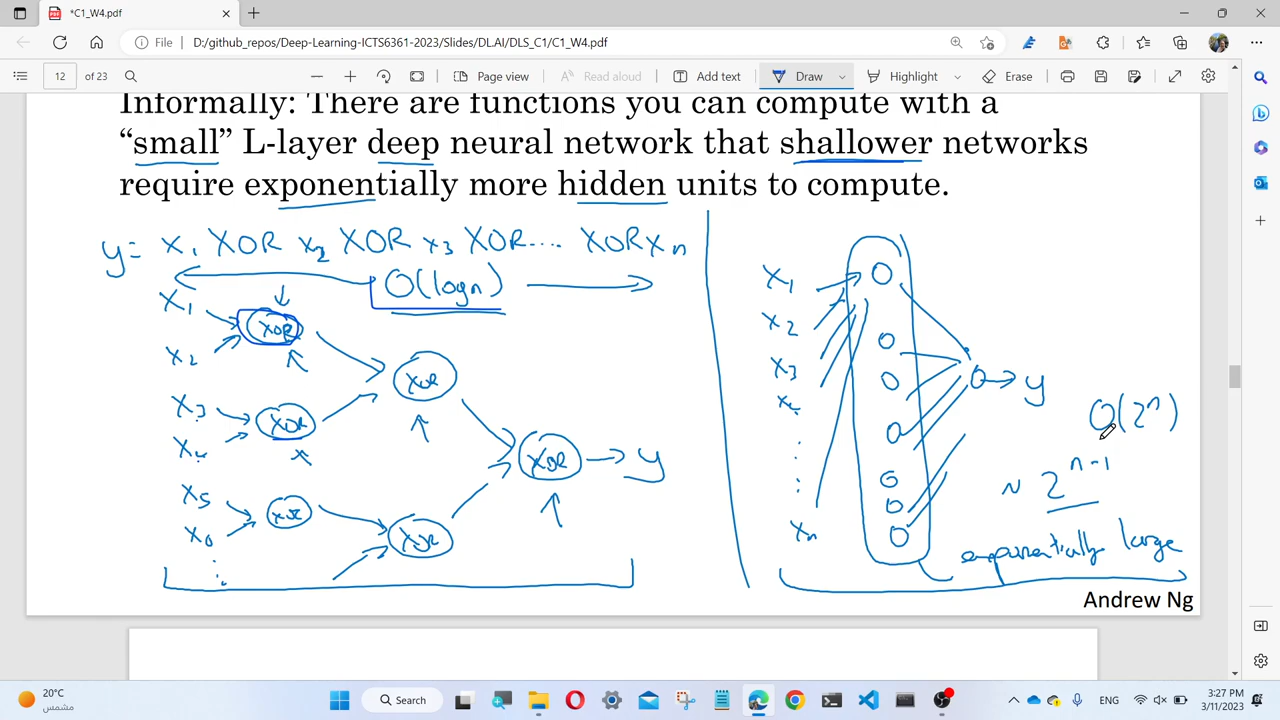 *C1_W4.pdf
File
D:/github_repos/Deep-Learning-ICTS6361-2023/Slides/DL.AI/DLS_C1/C1_W4.pdf
12 of 23
Page view
Read aloud
Add text
Draw
Highlight
Erase
Informally: There are functions you can compute with a
“small” L-layer deep neural network that shallower networks
require exponentially more hidden units to compute.
y= x1 XOR x2 XOR x3 XOR.... XOR xn
O(logn)
x1
XOR
x2
XOR
x3
XOR
x4
XOR
x5
XOR
x6
XOR
⋮
y
x1
x2
x3
x4
⋮
xn
y
O(2^n)
~ 2^n-1
exponentially large
Andrew Ng
20°C
مشمس
Search
ENG
3:27 PM
3/11/2023